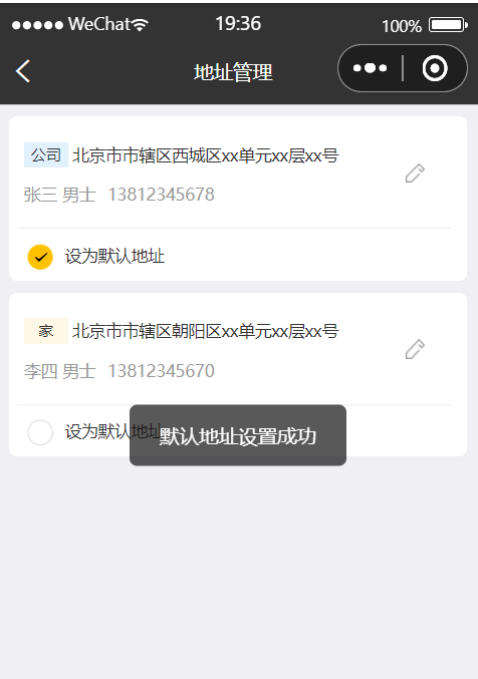 WeChat 19:36 100%
地址管理
公司 北京市市辖区西城区xx单元xx层xx号
张三 男士 13812345678
设为默认地址
家 北京市市辖区朝阳区xx单元xx层xx号
李四 男士 13812345670
设为默认地址
默认地址设置成功